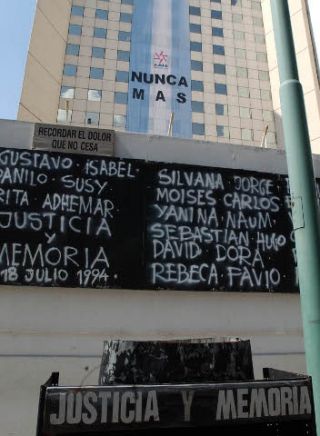 NUNCA
MAS
RECORDAR EL DOLOR
QUE NO CESA
GUSTAVO ISABEL
DANILO SUSY
RITA ADHEMAR
JUSTICIA
Y
MEMORIA
18 JULIO 1994
SILVANA JORGE
MOISES CARLOS
YANINA NAUM
SEBASTIAN HUGO
DAVID DORA
REBECA FAVIO
JUSTICIA Y MEMORIA